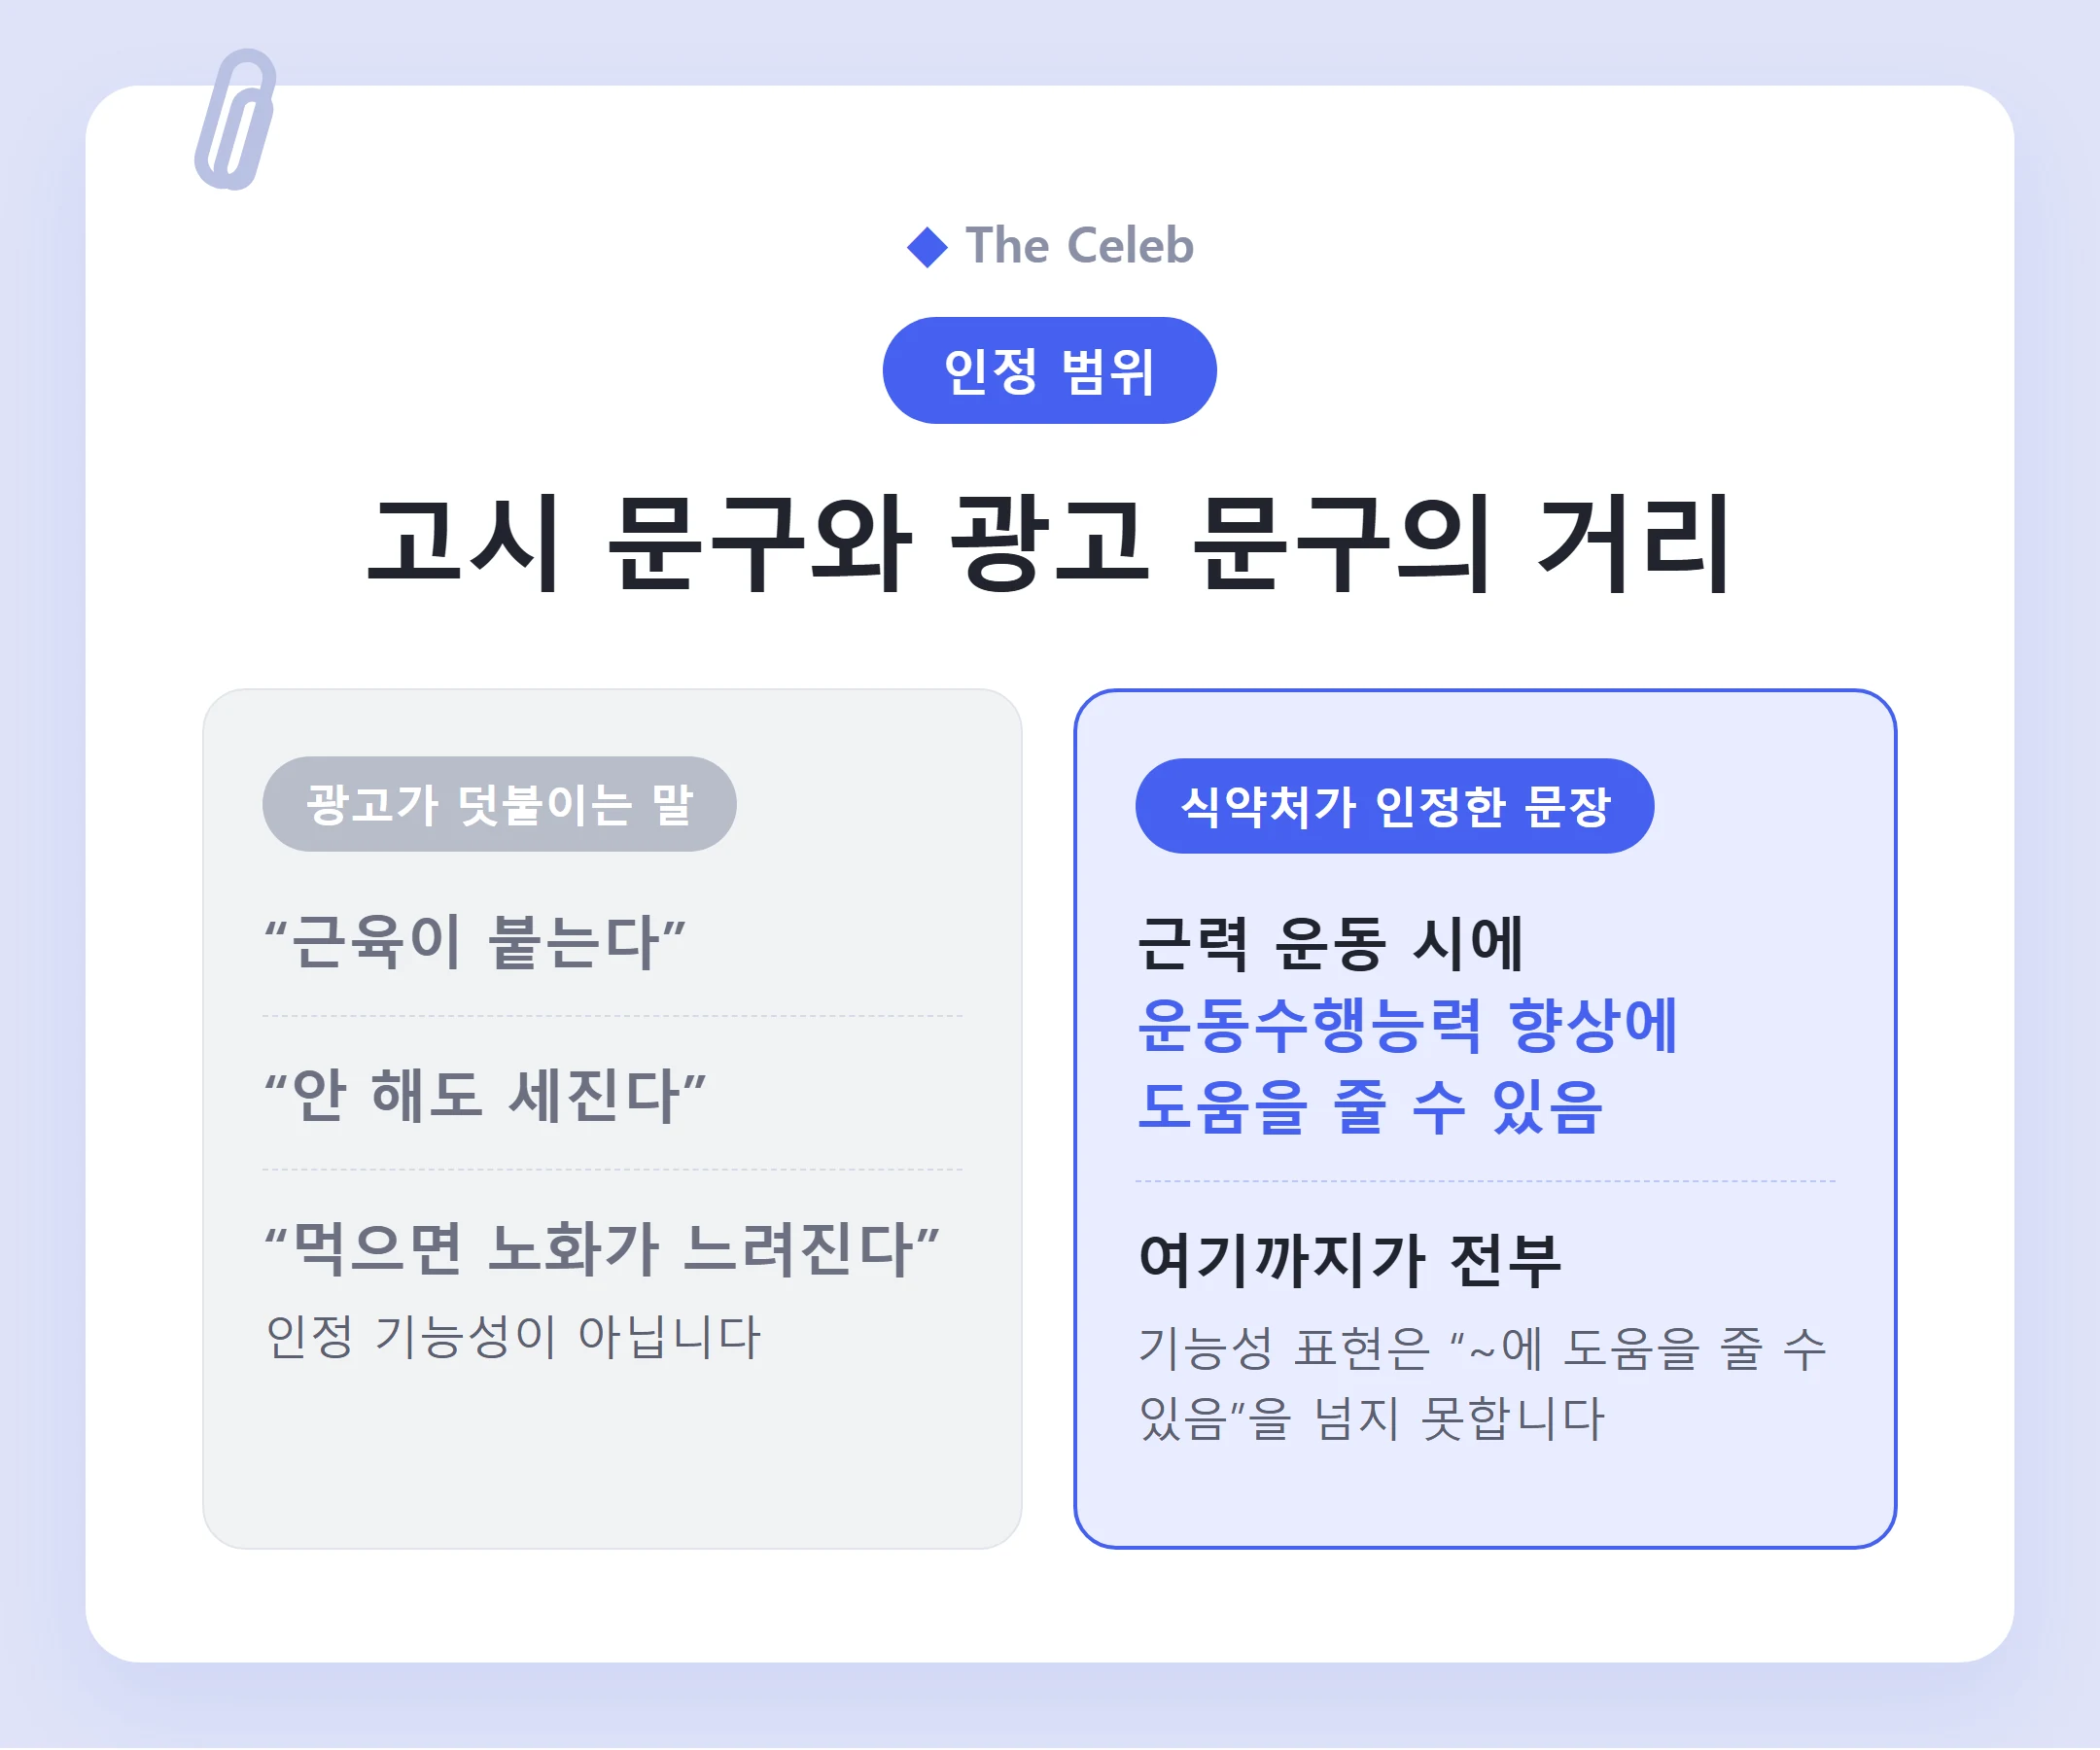 The Celeb
인정 범위
고시 문구와 광고 문구의 거리
광고가 덧붙이는 말
“근육이 붙는다”
“안 해도 세진다”
“먹으면 노화가 느려진다”
인정 기능성이 아닙니다
식약처가 인정한 문장
근력 운동 시에
운동수행능력 향상에
도움을 줄 수 있음
여기까지가 전부
기능성 표현은 “~에 도움을 줄 수
있음”을 넘지 못합니다